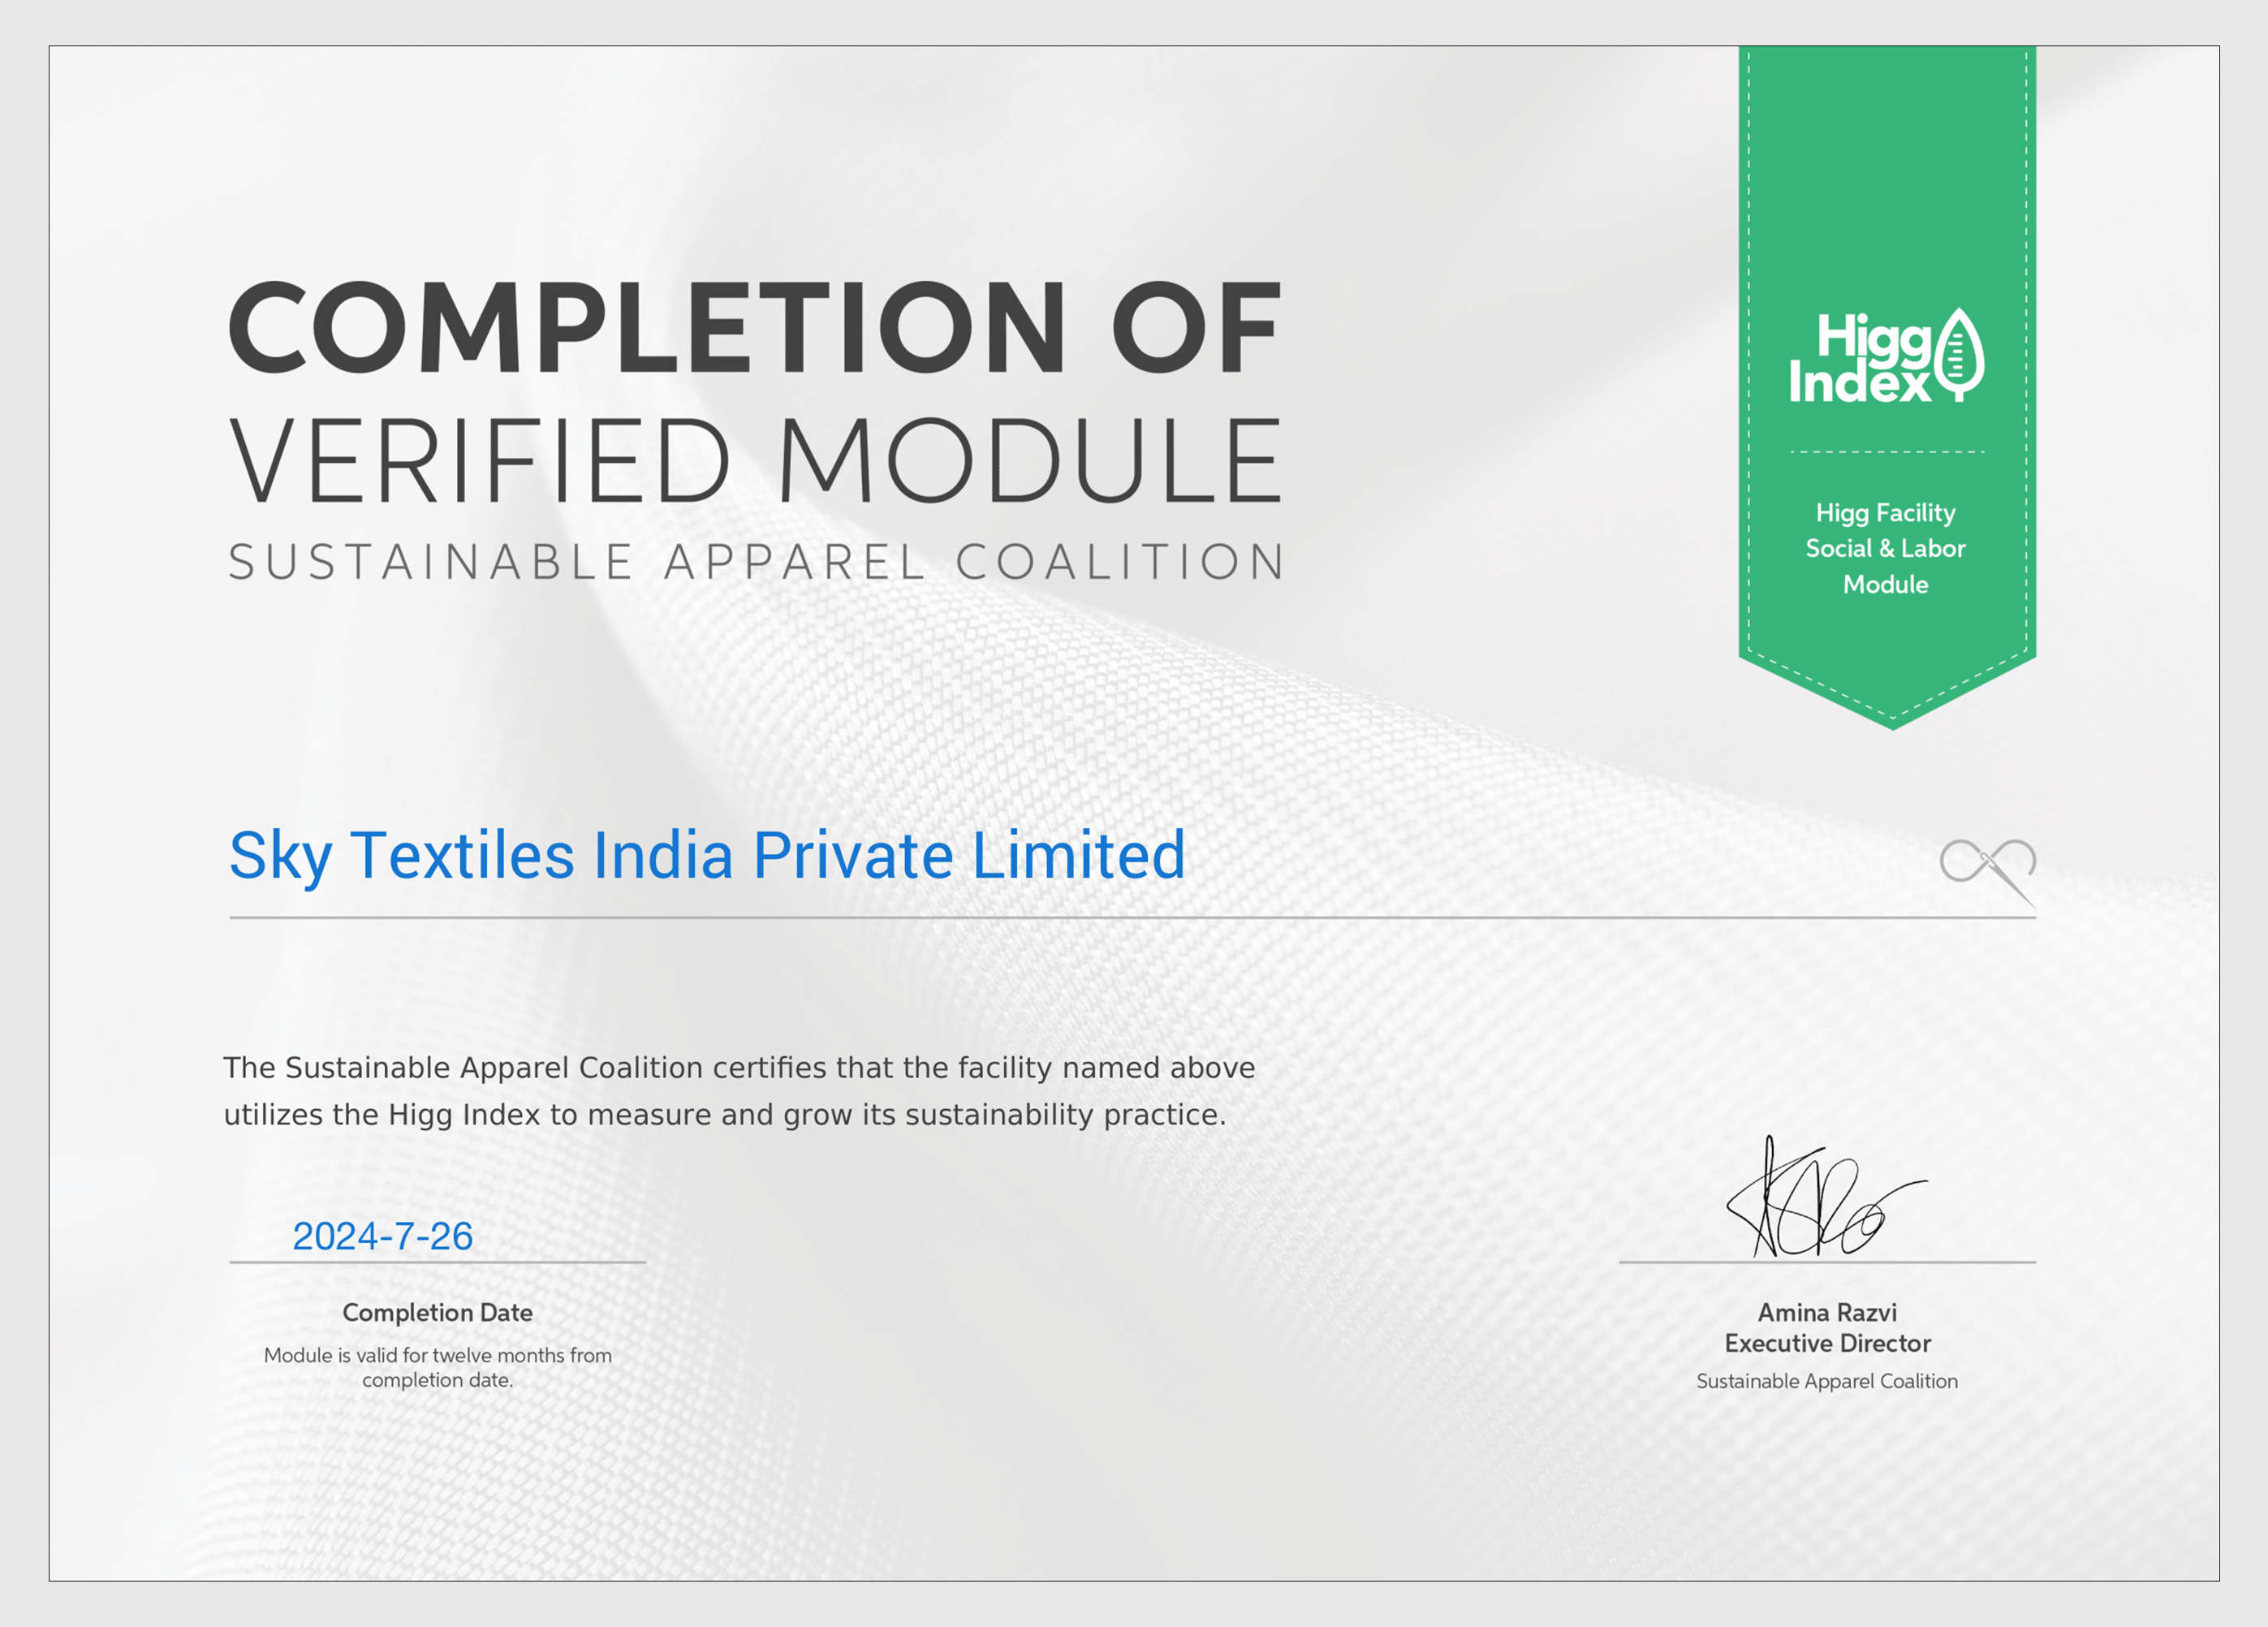 COMPLETION OF
VERIFIED MODULE
SUSTAINABLE APPAREL COALITION
Higg
Index
Higg Facility
Social & Labor
Module
Sky Textiles India Private Limited
The Sustainable Apparel Coalition certifies that the facility named above
utilizes the Higg Index to measure and grow its sustainability practice.
2024-7-26
Completion Date
Module is valid for twelve months from
completion date.
Amina Razvi
Executive Director
Sustainable Apparel Coalition